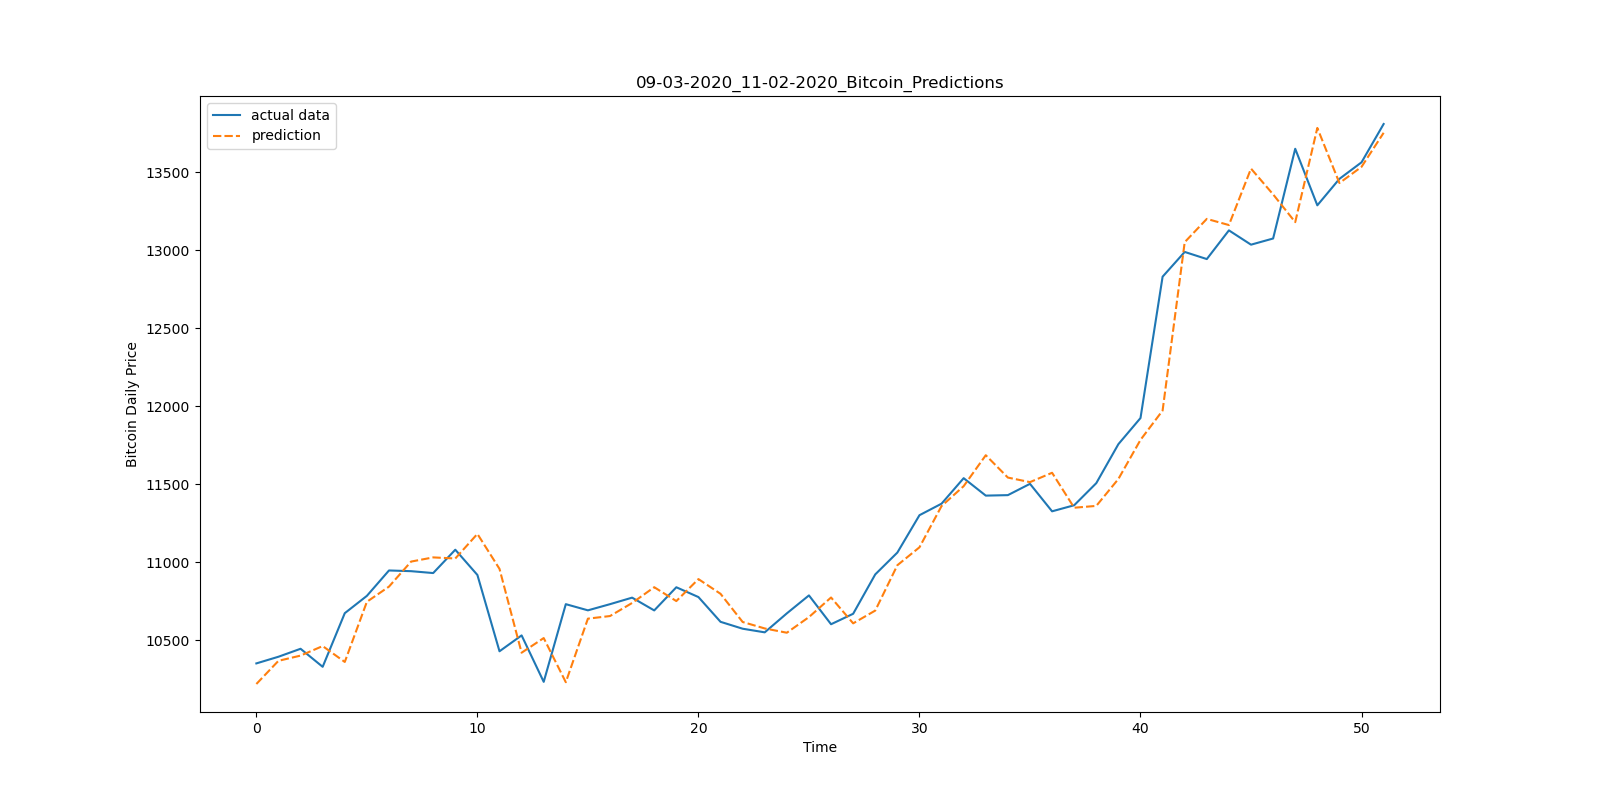 09-03-2020_11-02-2020_Bitcoin_Predictions
actual data
prediction
13500
13000
12500
12000
11500
11000
10500
Bitcoin Daily Price
0 10 20 30 40 50
Time